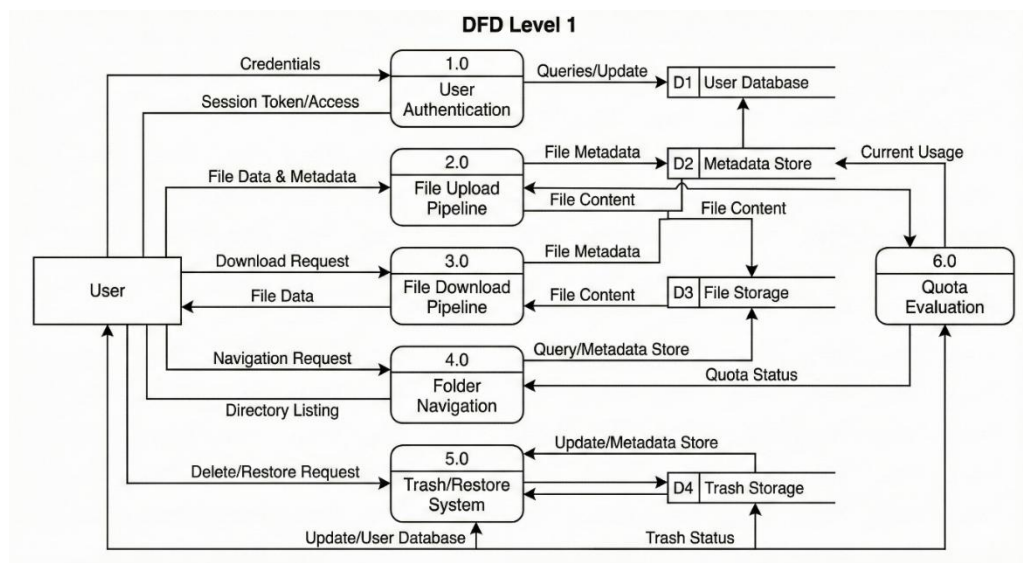 DFD Level 1
Credentials
1.0
User
Authentication
Queries/Update
D1 User Database
Session Token/Access
File Data & Metadata
2.0
File Upload
Pipeline
File Metadata
D2 Metadata Store
Current Usage
File Content
File Content
User
Download Request
3.0
File Download
Pipeline
File Metadata
File Data
File Content
D3 File Storage
6.0
Quota
Evaluation
Navigation Request
4.0
Folder
Navigation
Query/Metadata Store
Quota Status
Directory Listing
Delete/Restore Request
5.0
Trash/Restore
System
Update/Metadata Store
D4 Trash Storage
Update/User Database
Trash Status